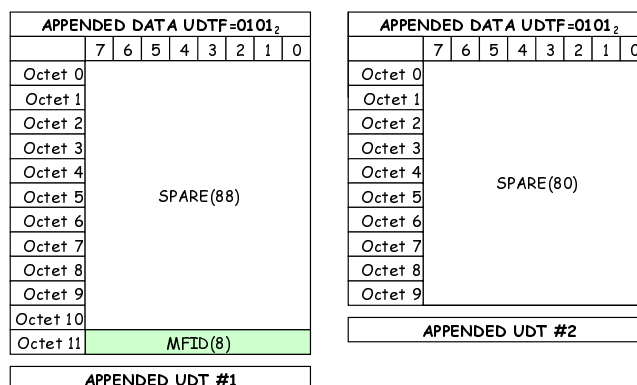 APPENDED DATA UDTF=0101₂
7 6 5 4 3 2 1 0
Octet 0
Octet 1
Octet 2
Octet 3
Octet 4
Octet 5
Octet 6
Octet 7
Octet 8
Octet 9
Octet 10
Octet 11
SPARE(88)
MFID(8)
APPENDED UDT #1
APPENDED DATA UDTF=0101₂
7 6 5 4 3 2 1 0
Octet 0
Octet 1
Octet 2
Octet 3
Octet 4
Octet 5
Octet 6
Octet 7
Octet 8
Octet 9
SPARE(80)
APPENDED UDT #2